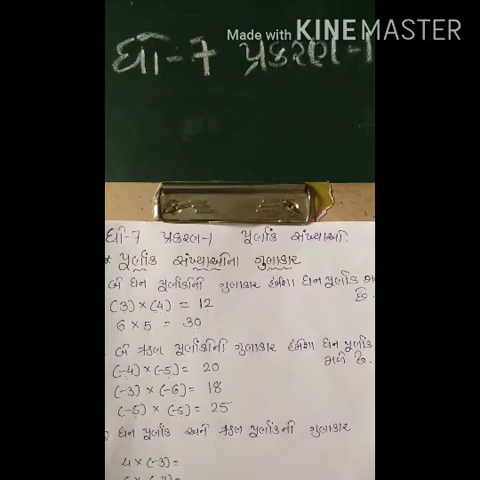 Made with KINEMASTER
ધો-7 પ્રકરણ-1
ધો-7 પ્રકરણ-1 પૂર્ણાંક સંખ્યાઓ.
* પૂર્ણાંક સંખ્યાઓના ગુણાકાર
બે ધન પૂર્ણાંકોનો ગુણાકાર હંમેશા ધન પૂર્ણાંક મળે
છે.
(3) × (4) = 12
6 × 5 = 30
બે ઋણ પૂર્ણાંકોનો ગુણાકાર હંમેશા ધન પૂર્ણાંક
મળે છે.
(-4) × (-5) = 20
(-3) × (-6) = 18
(-5) × (-5) = 25
ધન પૂર્ણાંક અને ઋણ પૂર્ણાંકનો ગુણાકાર
4 × (-3) =